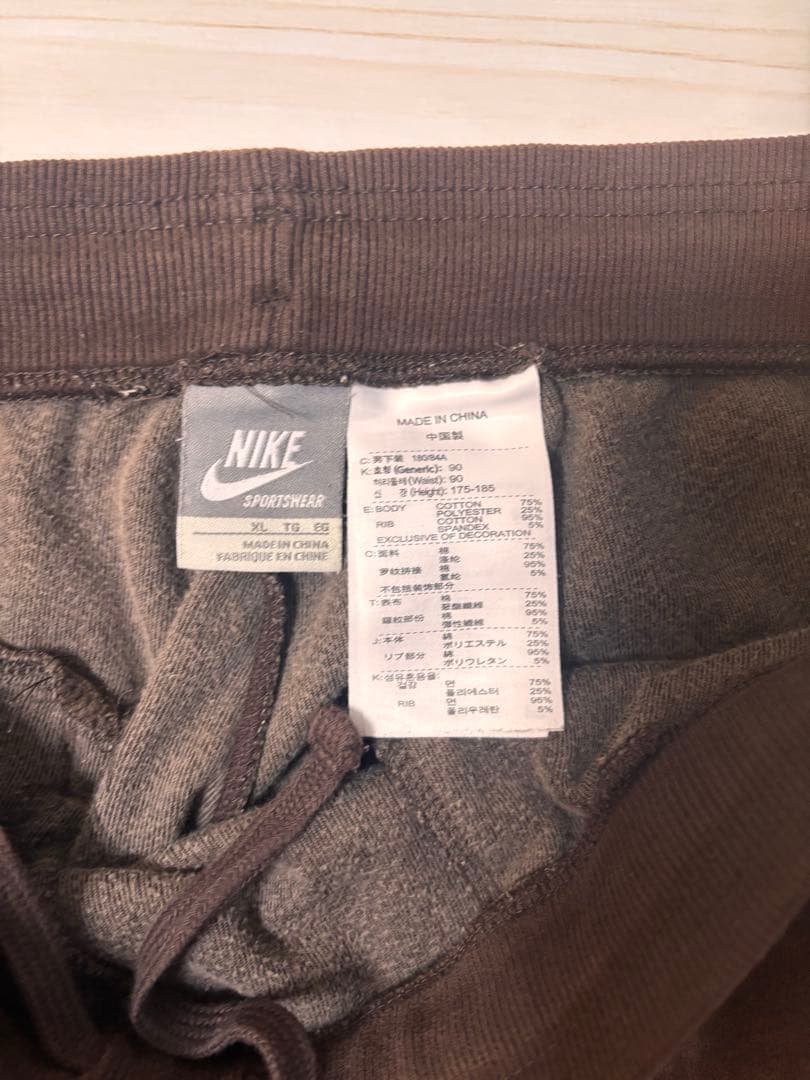 NIKE
SPORTSWEAR
XL TG EG
MADE IN CHINA
FABRIQUE EN CHINE
MADE IN CHINA
中国製
C: 男下装 180/84A
K: 호칭 (Generic): 90
허리둘레 (Waist): 90
신 장 (Height): 175-185
E: BODY COTTON 75%
POLYESTER 25%
RIB COTTON 95%
SPANDEX 5%
EXCLUSIVE OF DECORATION
C: 面料 棉 75%
涤纶 25%
罗纹拼接 棉 95%
氨纶 5%
不包括装饰部分
T: 表布 棉 75%
聚酯纖維 25%
羅紋部份 棉 95%
彈性纖維 5%
J: 本体 綿 75%
ポリエステル 25%
リブ部分 綿 95%
ポリウレタン 5%
K: 섬유혼용율:
겉감 면 75%
폴리에스터 25%
RIB 면 95%
폴리우레탄 5%